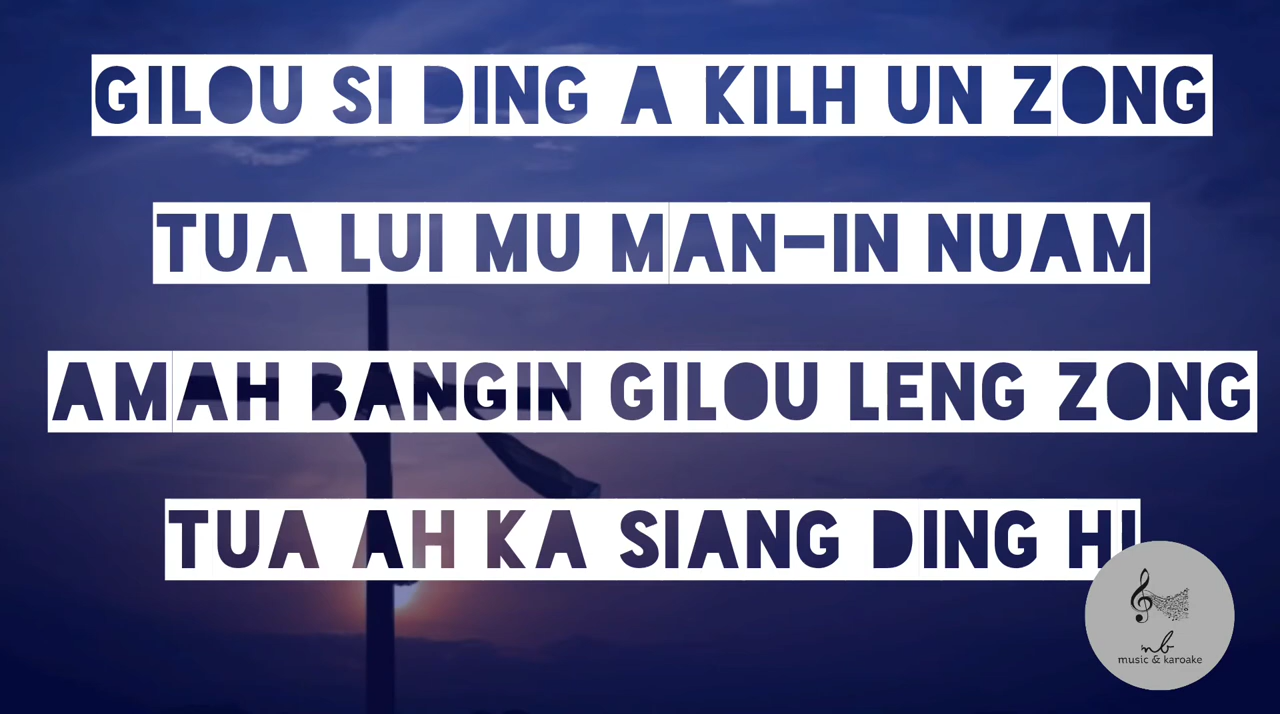 GILOU SI DING A KILH UN ZONG
TUA LUI MU MAN-IN NUAM
AMAH BANGIN GILOU LENG ZONG
TUA AH KA SIANG DING HI
nb
music & karoake